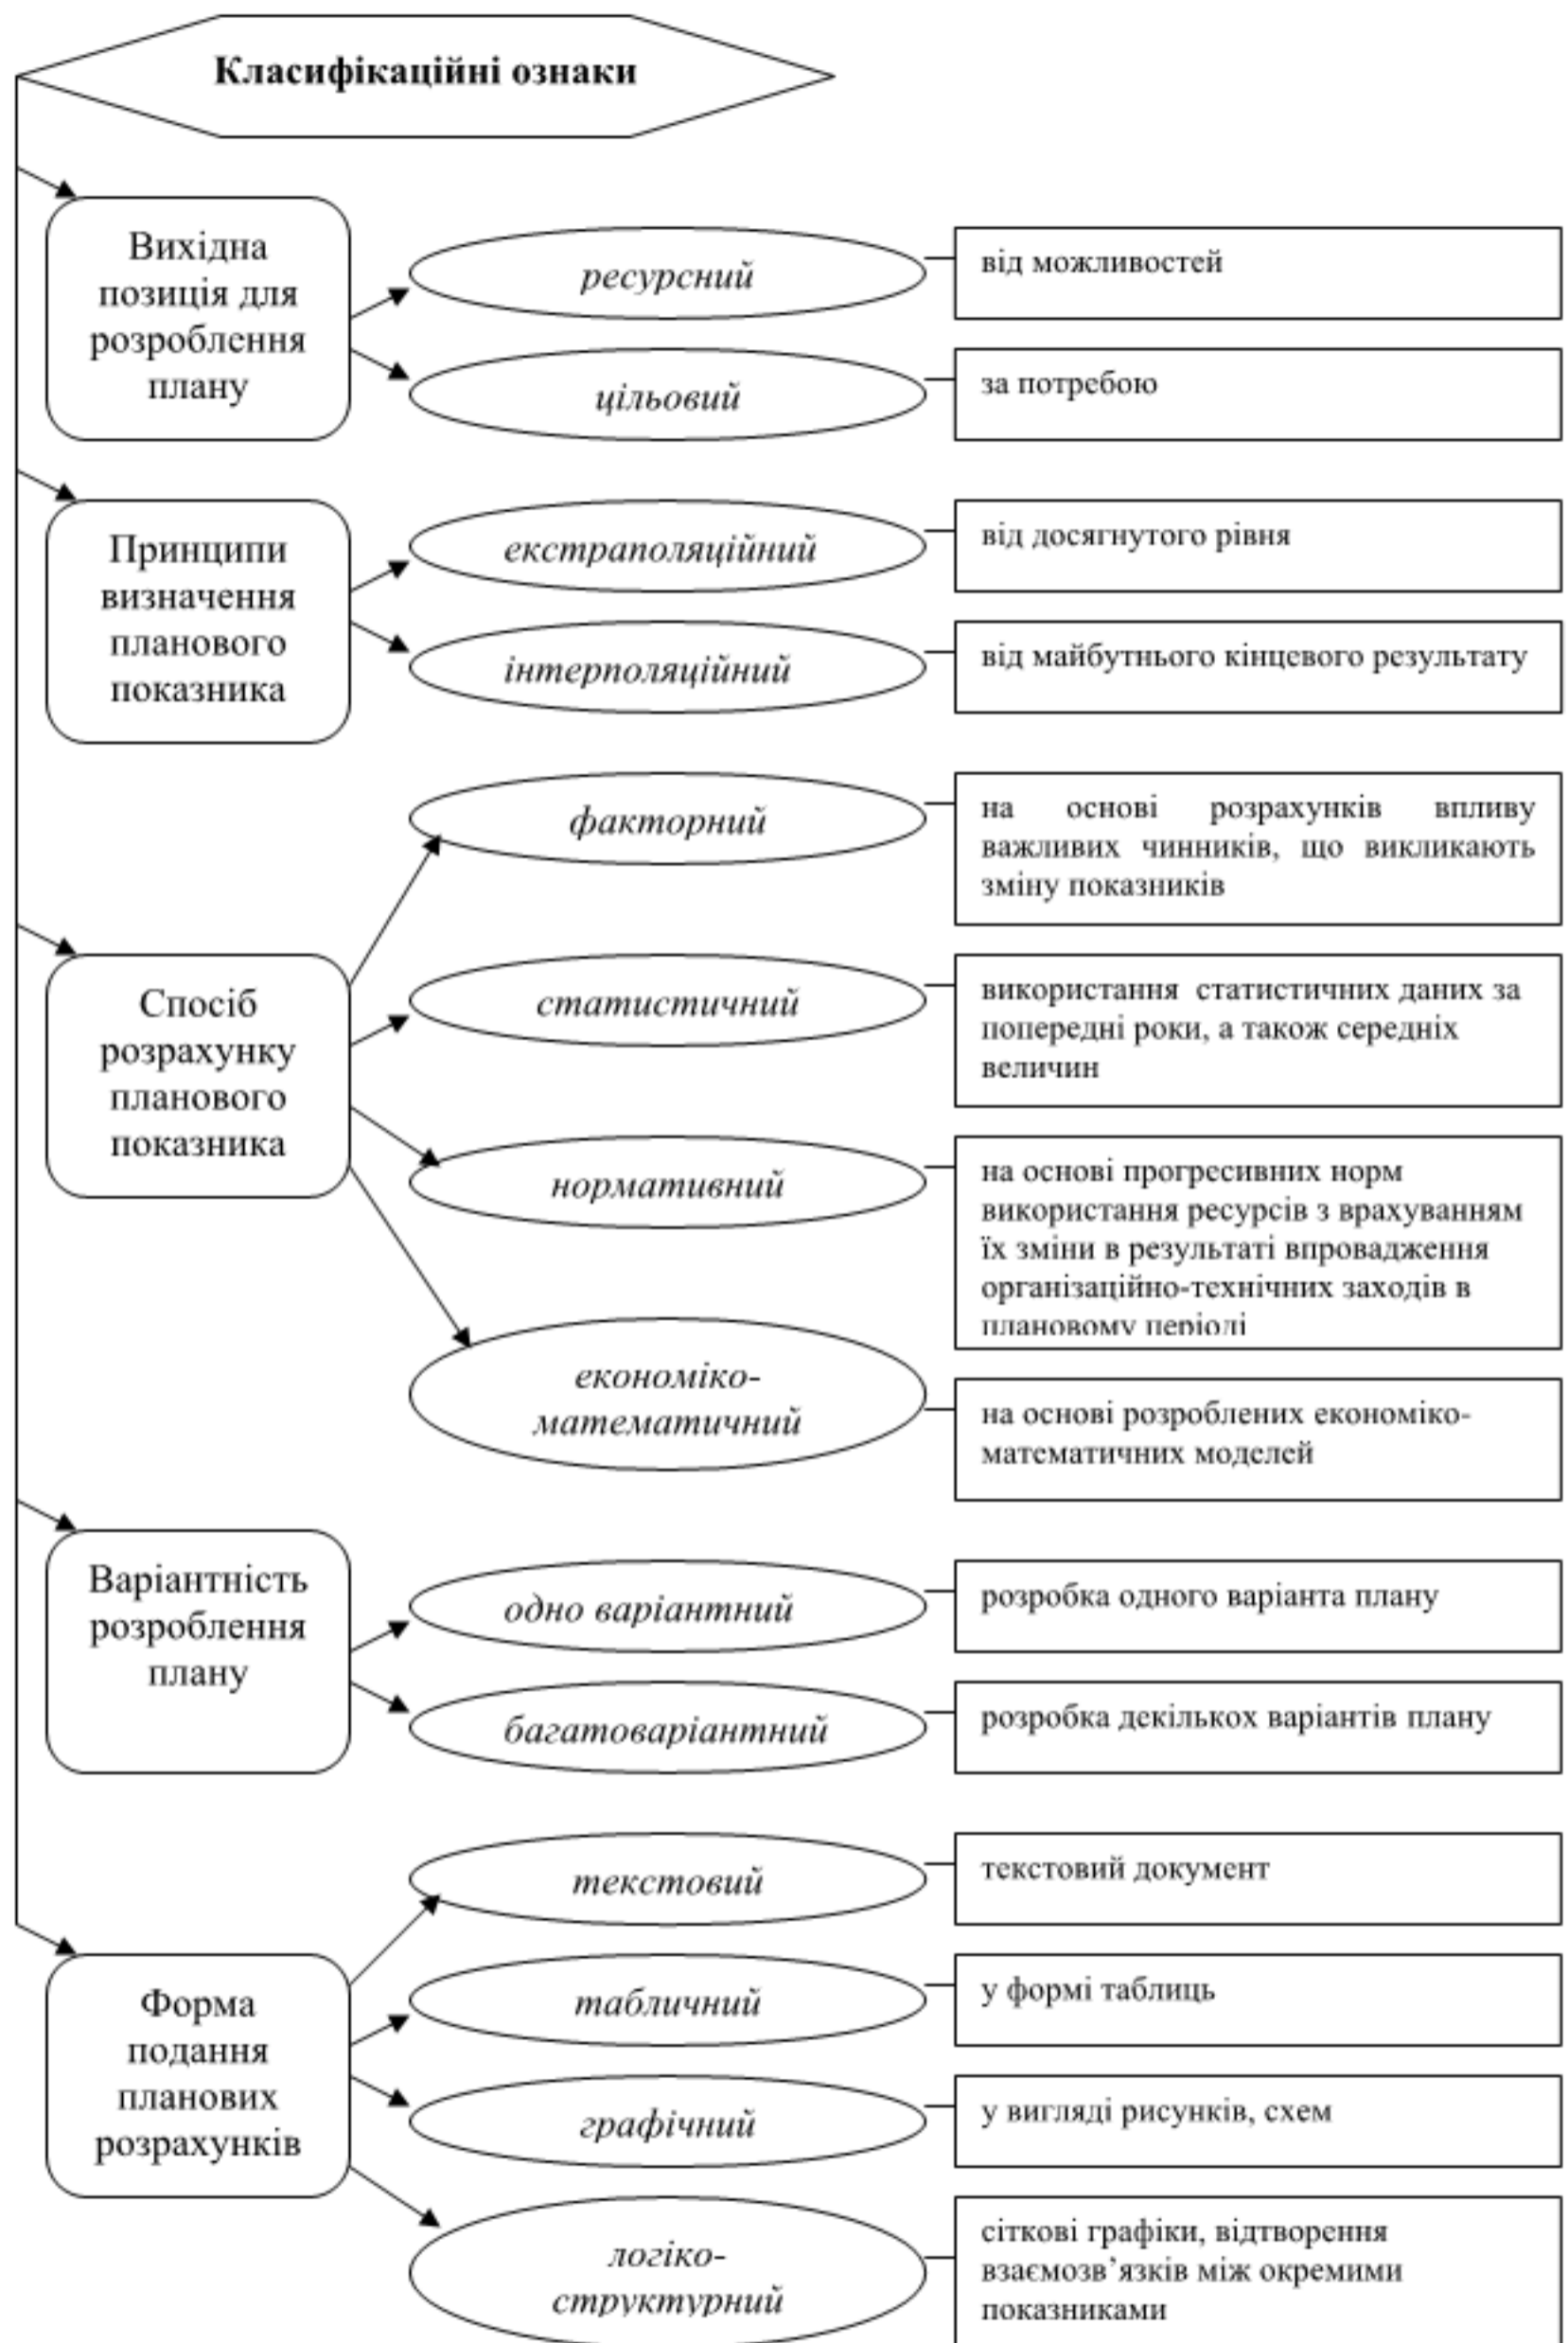 Класифікаційні ознаки
Вихідна
позиція для
розроблення
плану
ресурсний
від можливостей
цільовий
за потребою
Принципи
визначення
планового
показника
екстраполяційний
від досягнутого рівня
інтерполяційний
від майбутнього кінцевого результату
Спосіб
розрахунку
планового
показника
факторний
на основі розрахунків впливу
важливих чинників, що викликають
зміну показників
статистичний
використання статистичних даних за
попередні роки, а також середніх
величин
нормативний
на основі прогресивних норм
використання ресурсів з врахуванням
їх зміни в результаті впровадження
організаційно-технічних заходів в
плановому періоді
економіко-
математичний
на основі розроблених економіко-
математичних моделей
Варіантність
розроблення
плану
одно варіантний
розробка одного варіанта плану
багатоваріантний
розробка декількох варіантів плану
Форма
подання
планових
розрахунків
текстовий
текстовий документ
табличний
у формі таблиць
графічний
у вигляді рисунків, схем
логіко-
структурний
сіткові графіки, відтворення
взаємозв’язків між окремими
показниками